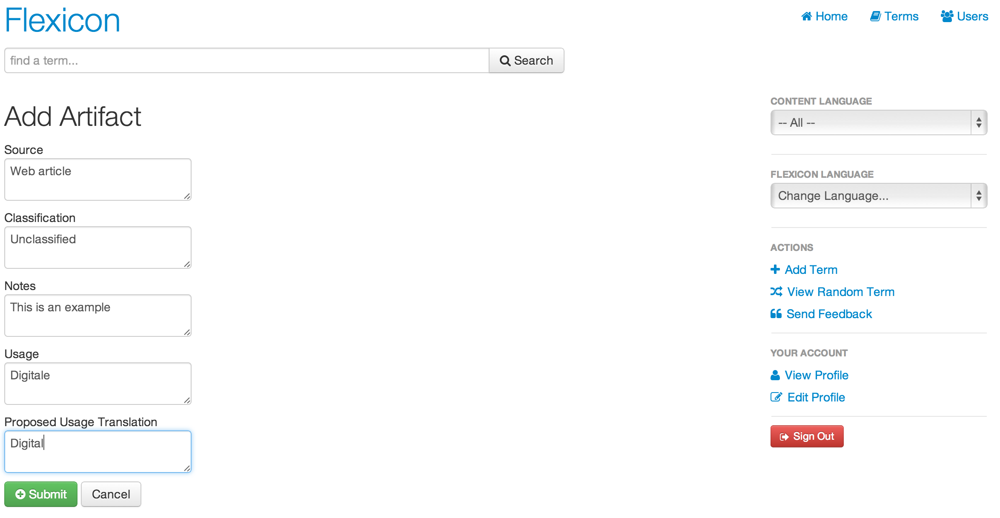 Flexicon
Home
Terms
Users
find a term...
Search
Add Artifact
Source
Web article
Classification
Unclassified
Notes
This is an example
Usage
Digitale
Proposed Usage Translation
Digital
Submit
Cancel
CONTENT LANGUAGE
-- All --
FLEXICON LANGUAGE
Change Language...
ACTIONS
Add Term
View Random Term
Send Feedback
YOUR ACCOUNT
View Profile
Edit Profile
Sign Out